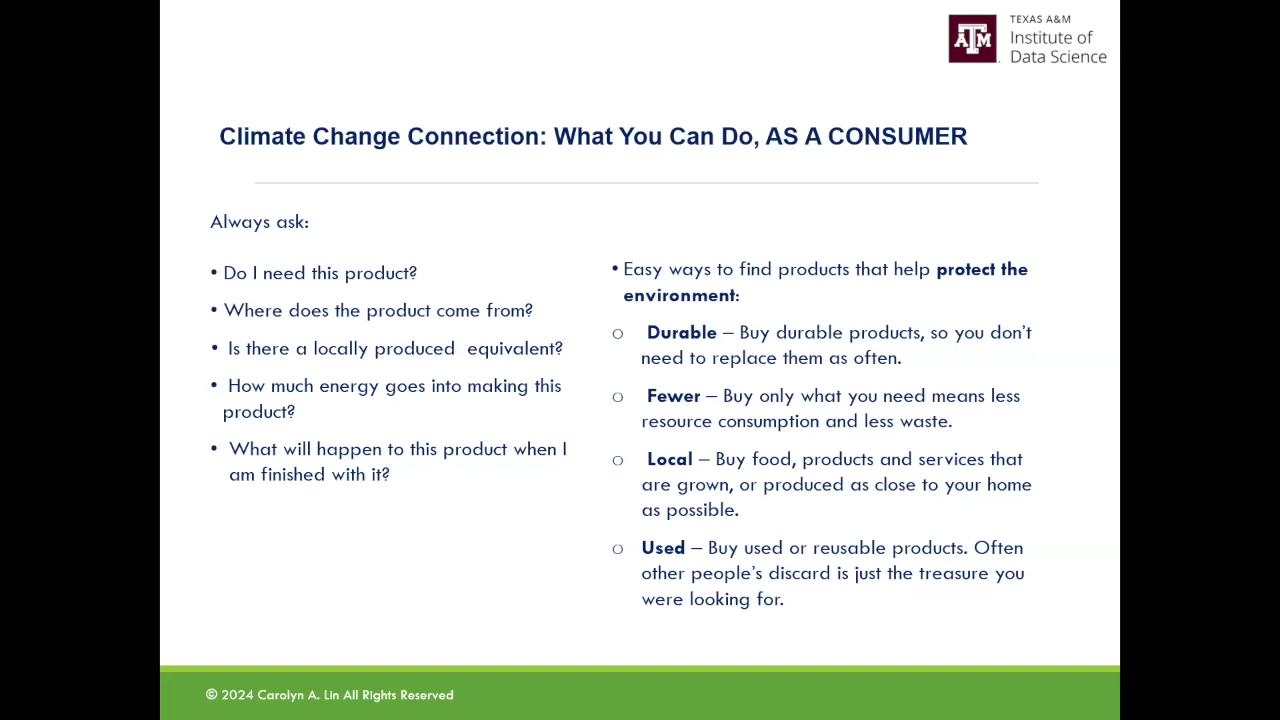 TEXAS A&M
Institute of
Data Science
ATM
Climate Change Connection: What You Can Do, AS A CONSUMER
Always ask:
• Do I need this product?
• Where does the product come from?
• Is there a locally produced equivalent?
• How much energy goes into making this
product?
• What will happen to this product when I
am finished with it?
• Easy ways to find products that help protect the
environment:
o Durable – Buy durable products, so you don't
need to replace them as often.
o Fewer – Buy only what you need means less
resource consumption and less waste.
o Local – Buy food, products and services that
are grown, or produced as close to your home
as possible.
o Used – Buy used or reusable products. Often
other people's discard is just the treasure you
were looking for.
© 2024 Carolyn A. Lin All Rights Reserved